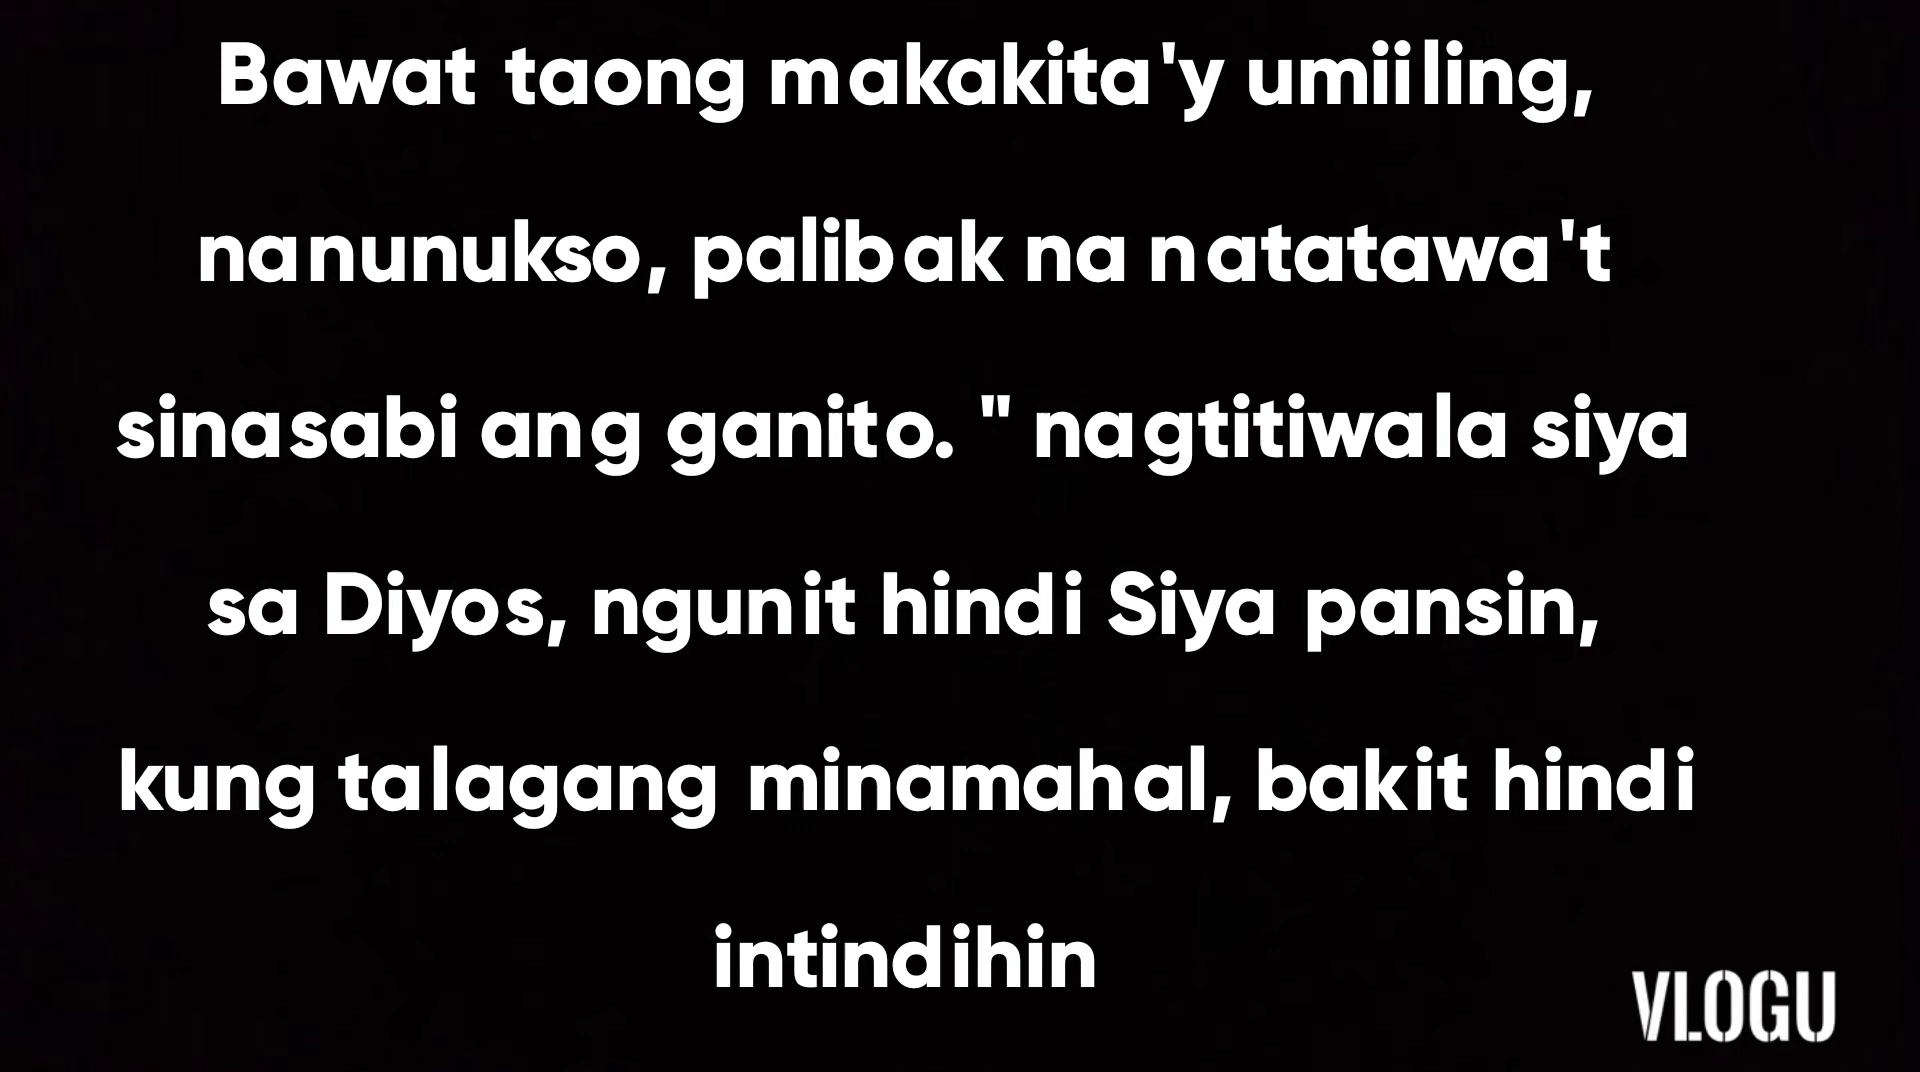 Bawat taong makakita'y umiiling,
nanunukso, palibak na natatawa't
sinasabi ang ganito. " nagtitiwala siya
sa Diyos, ngunit hindi Siya pansin,
kung talagang minamahal, bakit hindi
intindihin
VLOGU